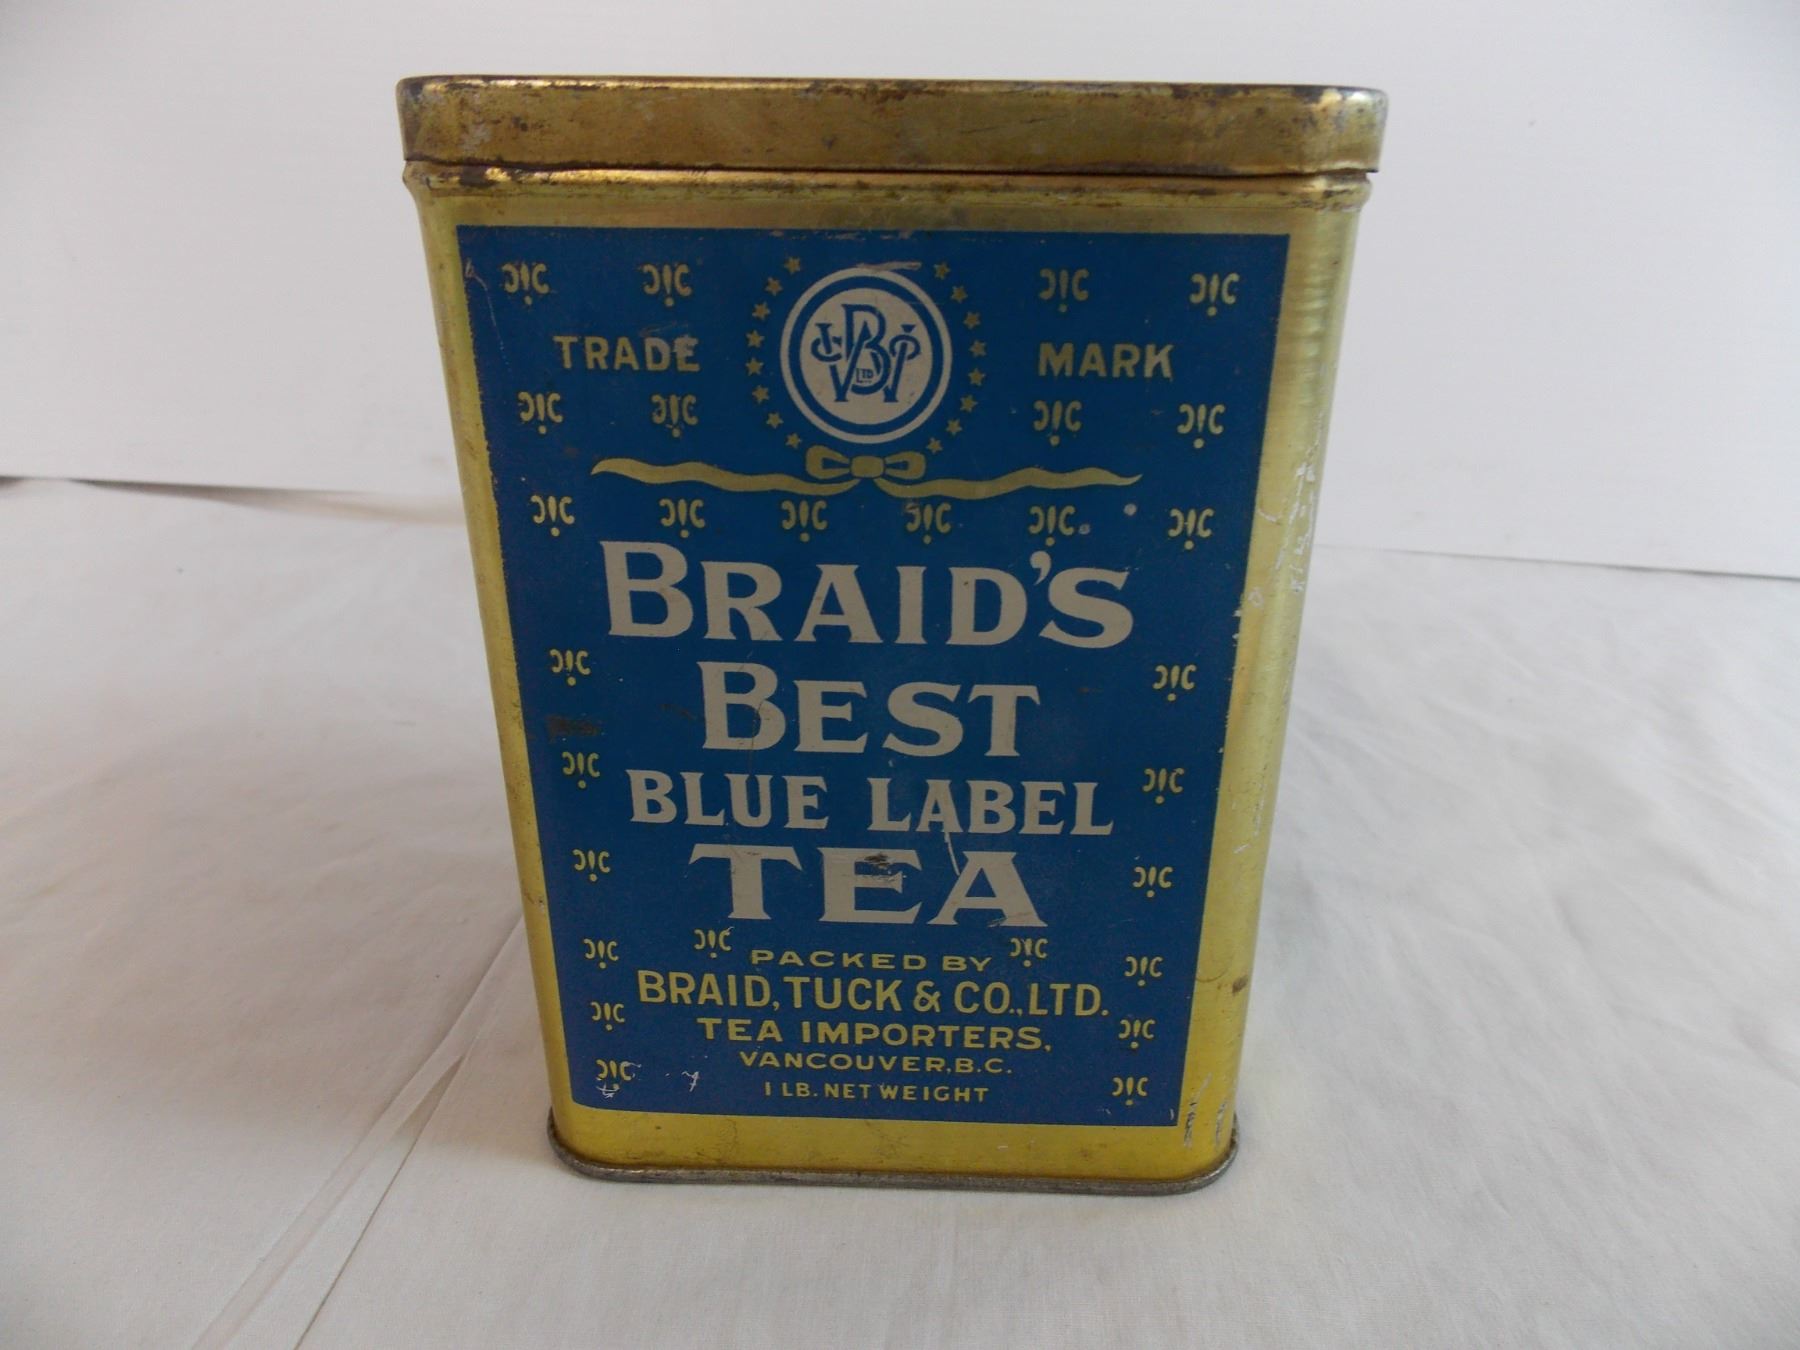 TRADE MARK
BRAID'S
BEST
BLUE LABEL
TEA
PACKED BY
BRAID, TUCK & CO., LTD.
TEA IMPORTERS,
VANCOUVER, B.C.
1 LB. NET WEIGHT